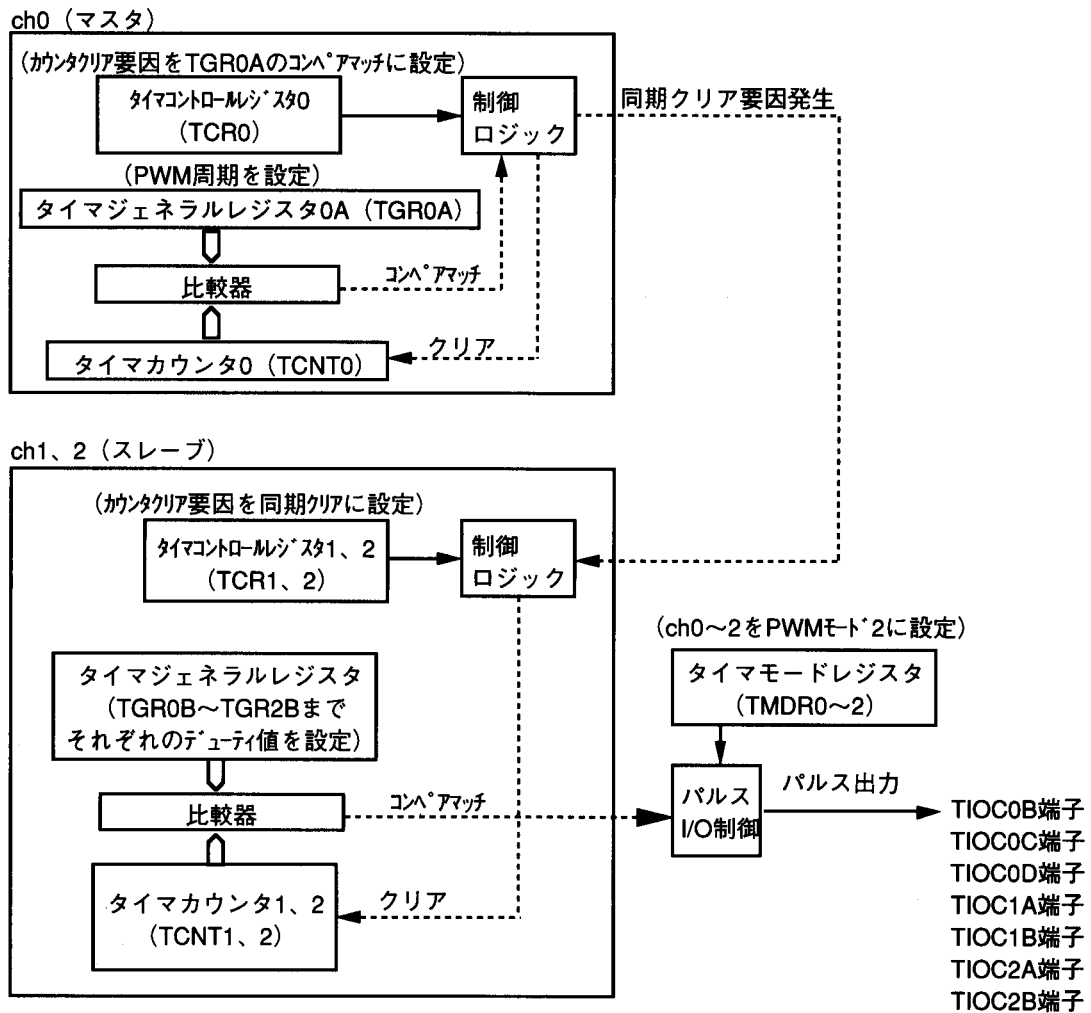 ch0（マスタ）
(カウンタクリア要因をTGR0Aのコンペアマッチに設定)
タイマコントロールレジスタ0
(TCR0)
制御
ロジック
同期クリア要因発生
(PWM周期を設定)
タイマジェネラルレジスタ0A（TGR0A）
比較器
コンペアマッチ
クリア
タイマカウンタ0（TCNT0）
ch1、2（スレーブ）
(カウンタクリア要因を同期クリアに設定)
タイマコントロールレジスタ1、2
(TCR1、2)
制御
ロジック
(ch0～2をPWMモード2に設定)
タイマモードレジスタ
(TMDR0～2)
タイマジェネラルレジスタ
(TGR0B～TGR2Bまで
それぞれのデューティ値を設定)
比較器
コンペアマッチ
パルス
I/O制御
パルス出力
タイマカウンタ1、2
(TCNT1、2)
クリア
TIOC0B端子
TIOC0C端子
TIOC0D端子
TIOC1A端子
TIOC1B端子
TIOC2A端子
TIOC2B端子